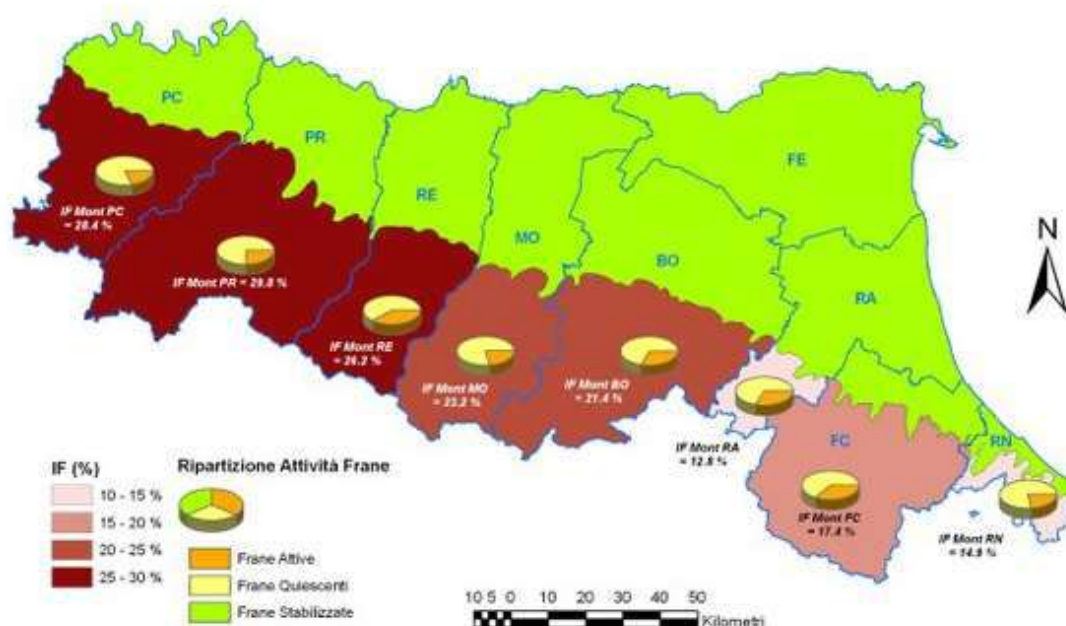 PC
PR
RE
MO
BO
FE
RA
FC
RN
N
IF Mont PC
= 28.4 %
IF Mont PR = 29.8 %
IF Mont RE
= 26.2 %
IF Mont MO
= 23.2 %
IF Mont BO
= 21.4 %
IF Mont RA
= 12.8 %
IF Mont FC
= 17.4 %
IF Mont RN
= 14.9 %
IF (%)
10 - 15 %
15 - 20 %
20 - 25 %
25 - 30 %
Ripartizione Attività Frane
Frane Attive
Frane Quiescenti
Frane Stabilizzate
10 5 0 10 20 30 40 50
Kilometri